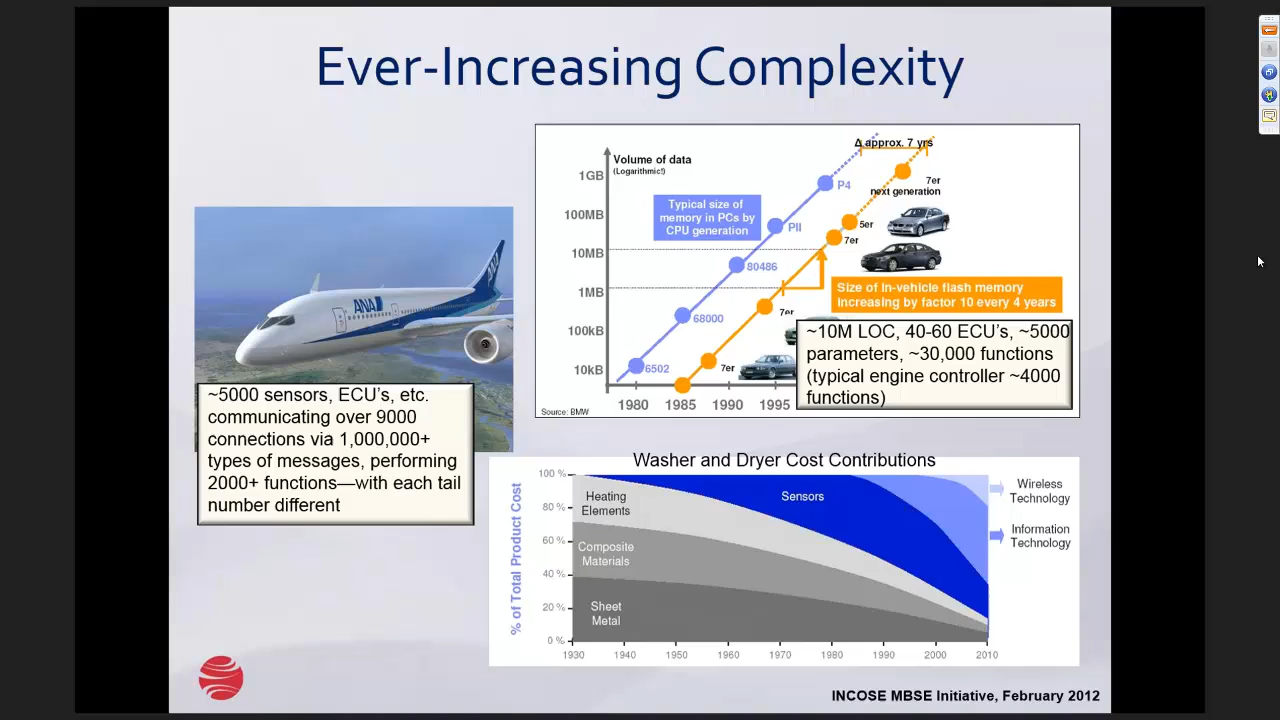 Ever-Increasing Complexity
Δ approx. 7 yrs
Volume of data
(Logarithmic!)
1GB
100MB
10MB
1MB
100kB
10kB
Typical size of
memory in PCs by
CPU generation
P4
PII
80486
68000
6502
7er
next generation
5er
7er
7er
7er
Size of in-vehicle flash memory
increasing by factor 10 every 4 years
1980 1985 1990 1995
Source: BMW
~10M LOC, 40-60 ECU's, ~5000
parameters, ~30,000 functions
(typical engine controller ~4000
functions)
ANA
~5000 sensors, ECU's, etc.
communicating over 9000
connections via 1,000,000+
types of messages, performing
2000+ functions—with each tail
number different
Washer and Dryer Cost Contributions
% of Total Product Cost
100 %
80 %
60 %
40 %
20 %
0 %
Heating
Elements
Composite
Materials
Sheet
Metal
Sensors
Wireless
Technology
Information
Technology
1930 1940 1950 1960 1970 1980 1990 2000 2010
INCOSE MBSE Initiative, February 2012